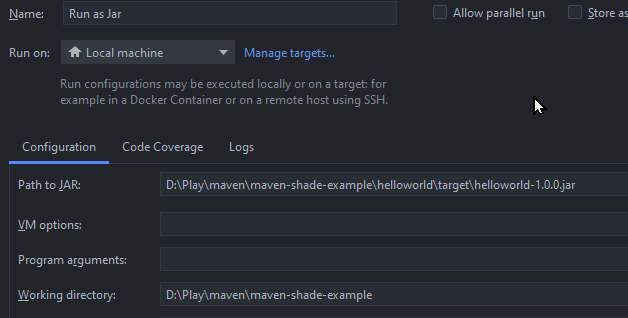 Name: Run as Jar Allow parallel run Store as
Run on: Local machine Manage targets...
Run configurations may be executed locally or on a target: for
example in a Docker Container or on a remote host using SSH.
Configuration Code Coverage Logs
Path to JAR: D:\Play\maven\maven-shade-example\helloworld\target\helloworld-1.0.0.jar
VM options:
Program arguments:
Working directory: D:\Play\maven\maven-shade-example